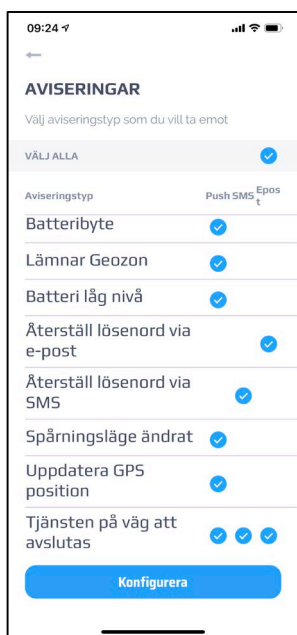 09:24
AVISERINGAR
Välj aviseringstyp som du vill ta emot
VÄLJ ALLA
Aviseringstyp Push SMS Epos
t
Batteribyte
Lämnar Geozon
Batteri låg nivå
Återställ lösenord via
e-post
Återställ lösenord via
SMS
Spårningsläge ändrat
Uppdatera GPS
position
Tjänsten på väg att
avslutas
Konfigurera